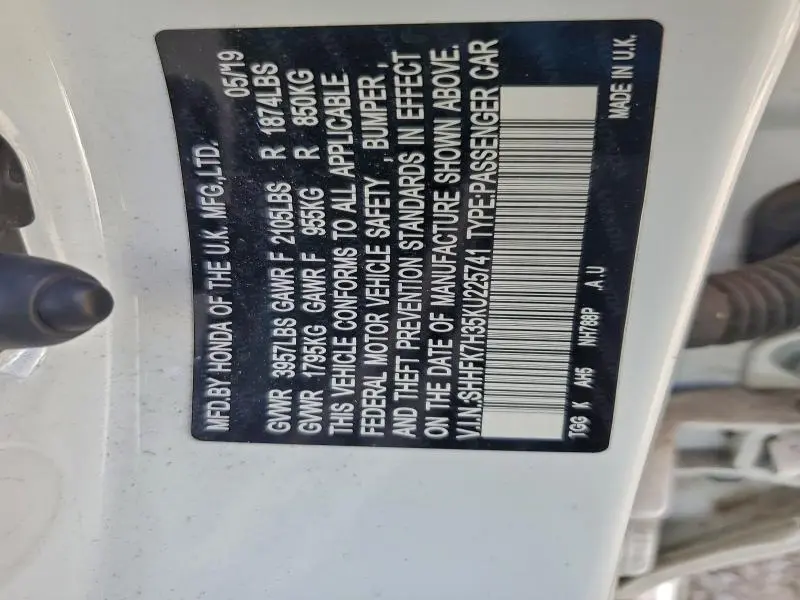 MFD.BY HONDA OF THE U.K. MFG.,LTD. 05/19
GVWR 3957LBS GAWR F 2105LBS R 1874LBS
GVWR 1795KG GAWR F 955KG R 850KG
THIS VEHICLE CONFORMS TO ALL APPLICABLE
FEDERAL MOTOR VEHICLE SAFETY , BUMPER ,
AND THEFT PREVENTION STANDARDS IN EFFECT
ON THE DATE OF MANUFACTURE SHOWN ABOVE.
V.I.N.:SHHFK7H35KU225741 TYPE:PASSENGER CAR
TGG K AH5 NH788P .A U
MADE IN U.K.